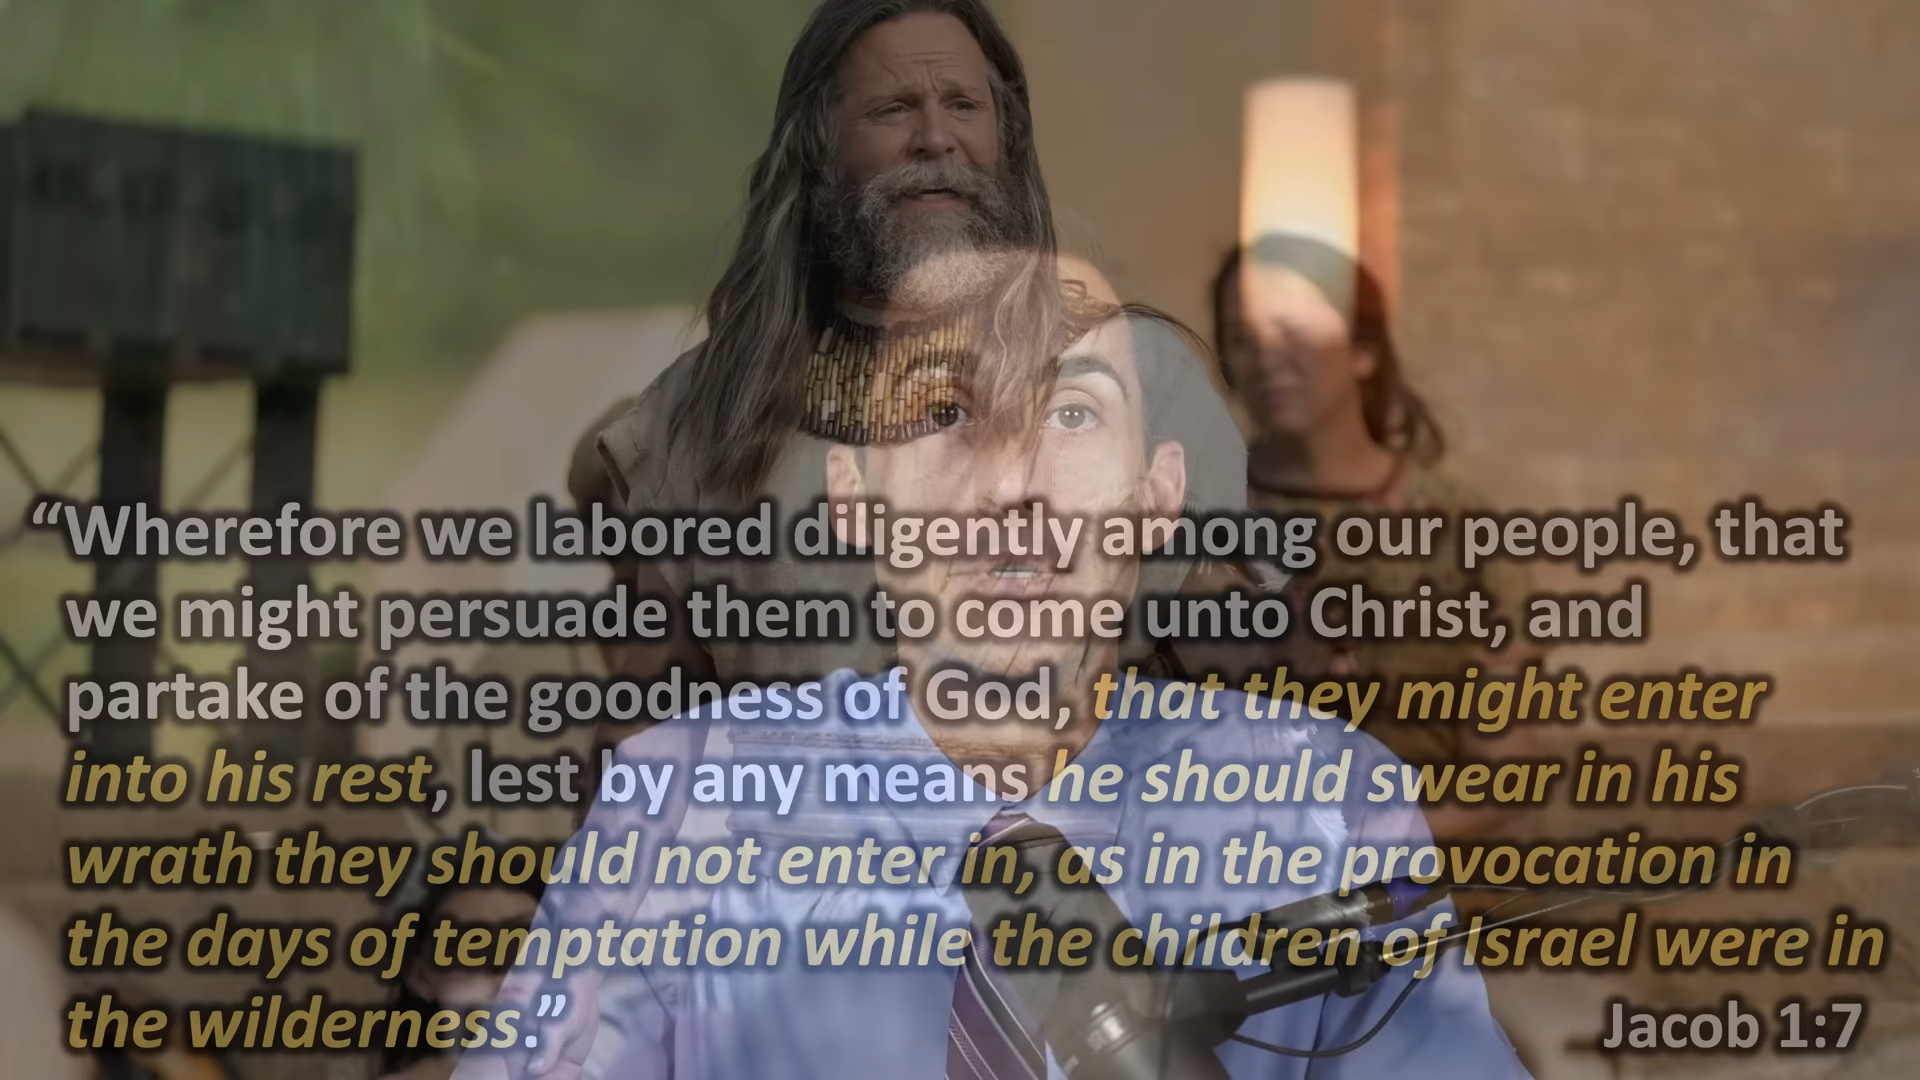 “Wherefore we labored diligently among our people, that
we might persuade them to come unto Christ, and
partake of the goodness of God, that they might enter
into his rest, lest by any means he should swear in his
wrath they should not enter in, as in the provocation in
the days of temptation while the children of Israel were in
the wilderness.”
Jacob 1:7